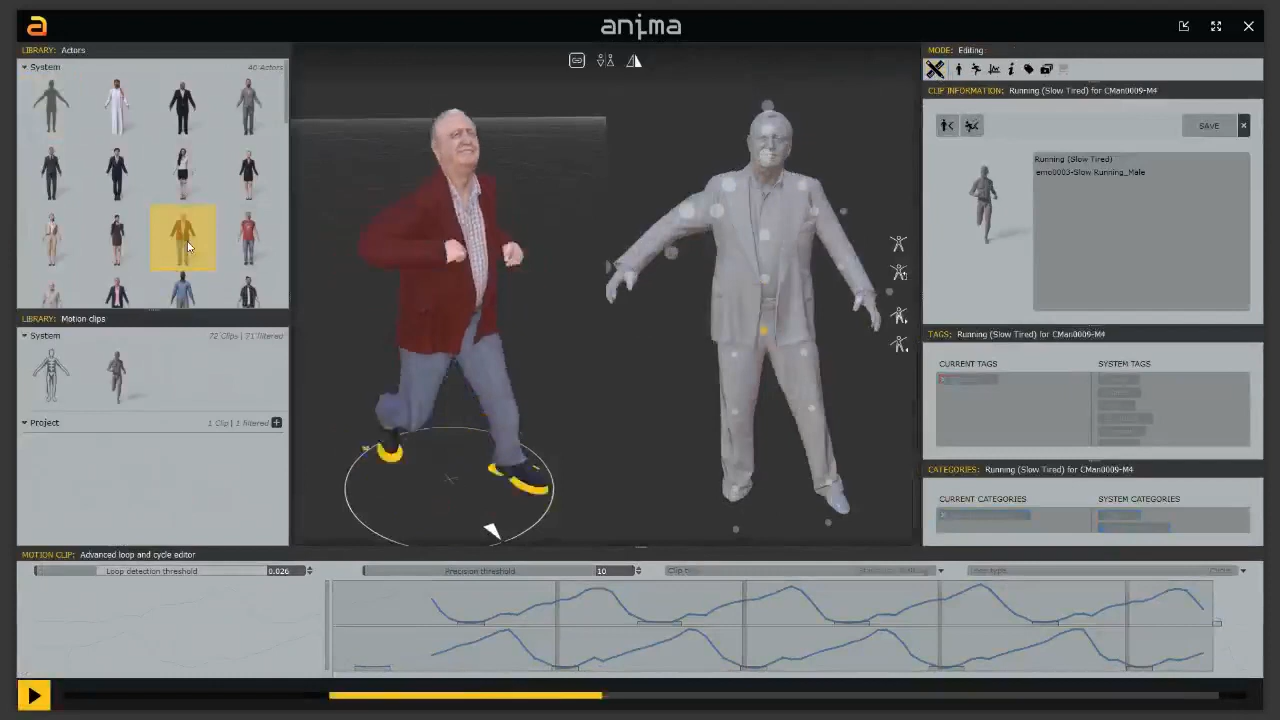 anima
LIBRARY: Actors
System
40 Actors
LIBRARY: Motion clips
System
72 Clips | 71 filtered
Project
1 Clip | 1 filtered
MODE: Editing
CLIP INFORMATION: Running (Slow Tired) for CMan0009-M4
SAVE
Running (Slow Tired)
emo0003-Slow Running_Male
TAGS: Running (Slow Tired) for CMan0009-M4
CURRENT TAGS
SYSTEM TAGS
CATEGORIES: Running (Slow Tired) for CMan0009-M4
CURRENT CATEGORIES
SYSTEM CATEGORIES
MOTION CLIP: Advanced loop and cycle editor
Loop detection threshold
0.026
Precision threshold
10
Loop type